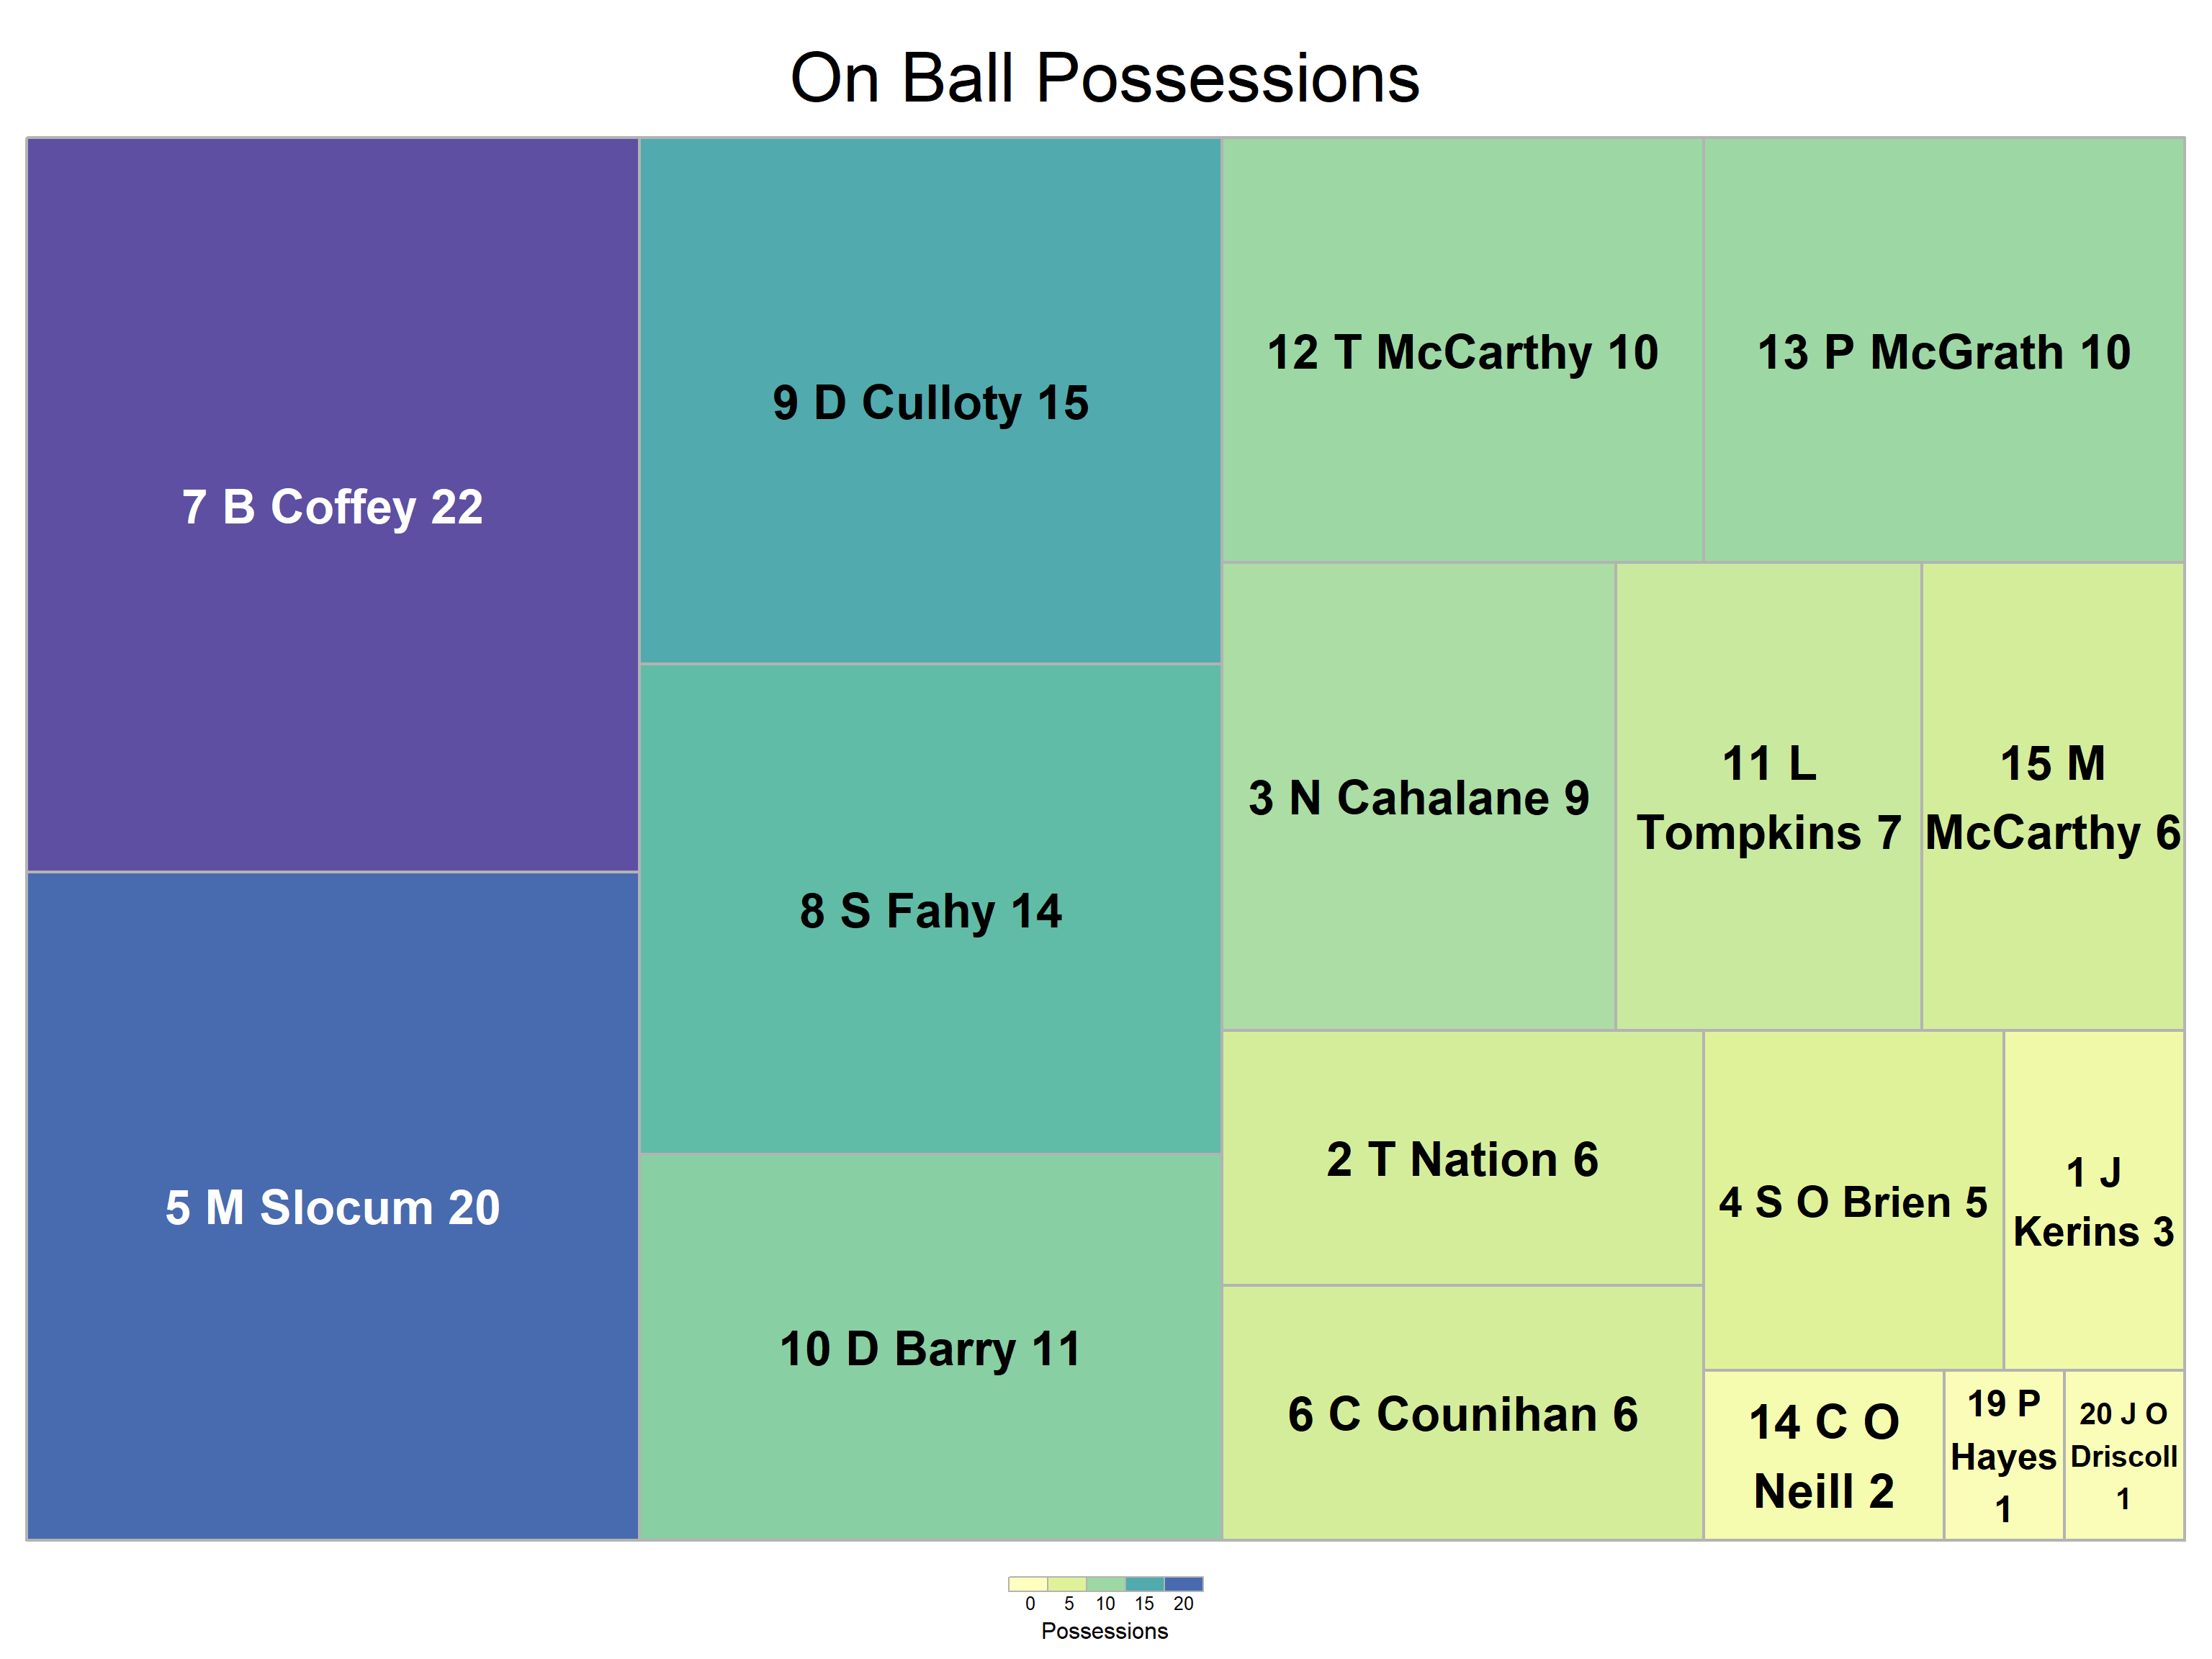 On Ball Possessions
7 B Coffey 22
5 M Slocum 20
9 D Culloty 15
8 S Fahy 14
10 D Barry 11
12 T McCarthy 10
13 P McGrath 10
3 N Cahalane 9
11 L
Tompkins 7
15 M
McCarthy 6
2 T Nation 6
6 C Counihan 6
4 S O Brien 5
1 J
Kerins 3
14 C O
Neill 2
19 P
Hayes
1
20 J O
Driscoll
1
0 5 10 15 20
Possessions